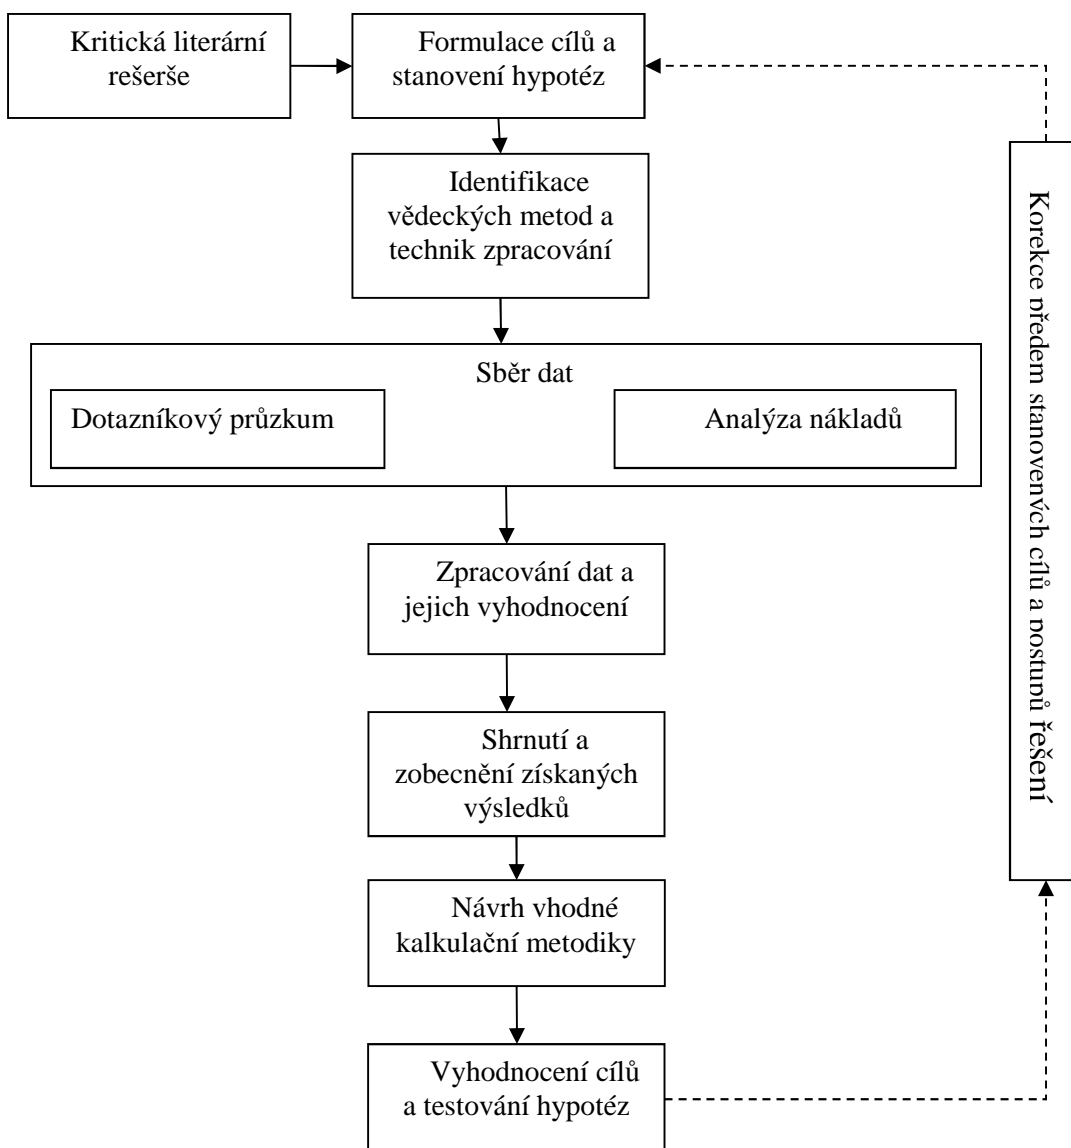 Kritická literární
rešerše
Formulace cílů a
stanovení hypotéz
Identifikace
vědeckých metod a
technik zpracování
Sběr dat
Dotazníkový průzkum
Analýza nákladů
Zpracování dat a
jejich vyhodnocení
Shrnutí a
zobecnění získaných
výsledků
Návrh vhodné
kalkulační metodiky
Vyhodnocení cílů
a testování hypotéz
Korekce předem stanovených cílů a postupů řešení